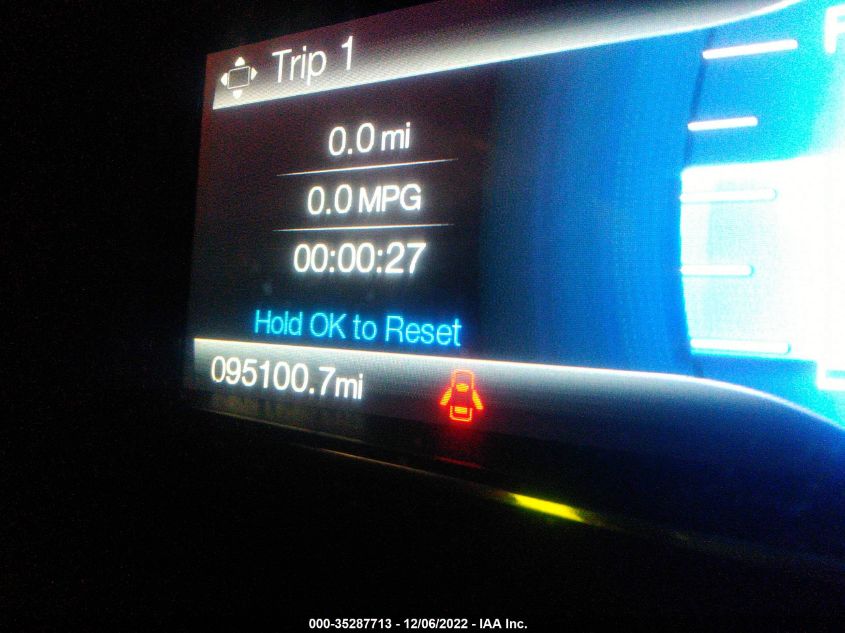 Trip 1
0.0 mi
0.0 MPG
00:00:27
Hold OK to Reset
095100.7mi
000-35287713 - 12/06/2022 - IAA Inc.